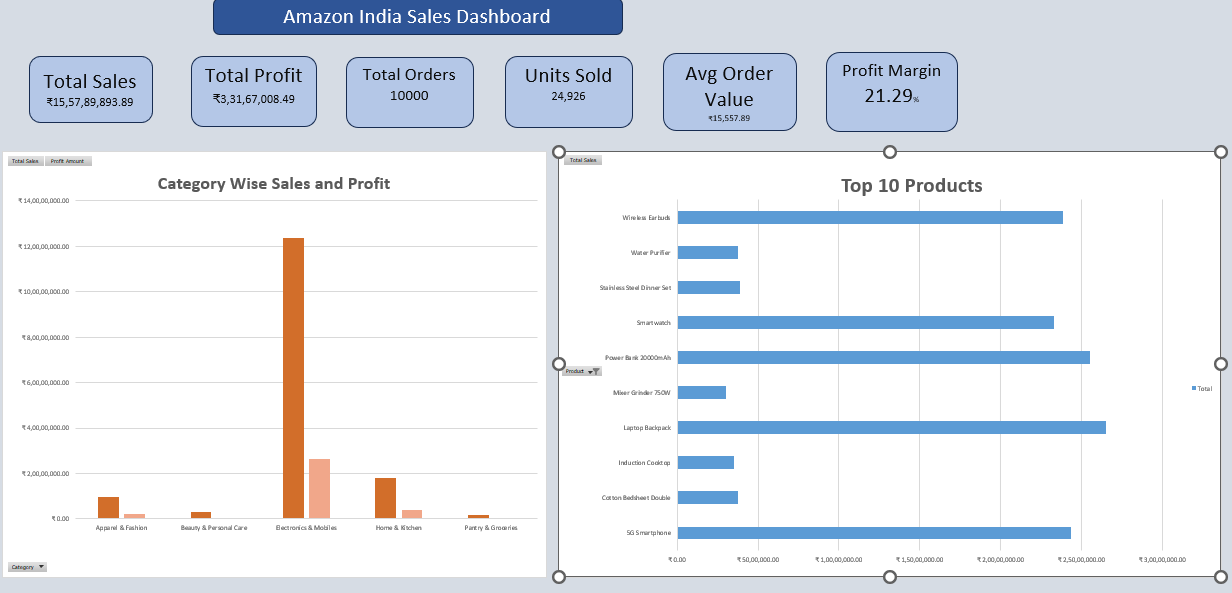 Amazon India Sales Dashboard
Total Sales
₹15,57,89,893.89
Total Profit
₹3,31,67,008.49
Total Orders
10000
Units Sold
24,926
Avg Order
Value
₹15,557.89
Profit Margin
21.29%
Total Sales Profit Amount
Category Wise Sales and Profit
₹ 14,00,00,000.00
₹ 12,00,00,000.00
₹ 10,00,00,000.00
₹ 8,00,00,000.00
₹ 6,00,00,000.00
₹ 4,00,00,000.00
₹ 2,00,00,000.00
₹ 0.00
Apparel & Fashion Beauty & Personal Care Electronics & Mobiles Home & Kitchen Pantry & Groceries
Category
Total Sales
Top 10 Products
Wireless Earbuds
Water Purifier
Stainless Steel Dinner Set
Smartwatch
Power Bank 20000mAh
Product
Mixer Grinder 750W
Total
Laptop Backpack
Induction Cooktop
Cotton Bedsheet Double
5G Smartphone
₹ 0.00 ₹ 50,00,000.00 ₹ 1,00,00,000.00 ₹ 1,50,00,000.00 ₹ 2,00,00,000.00 ₹ 2,50,00,000.00 ₹ 3,00,00,000.00